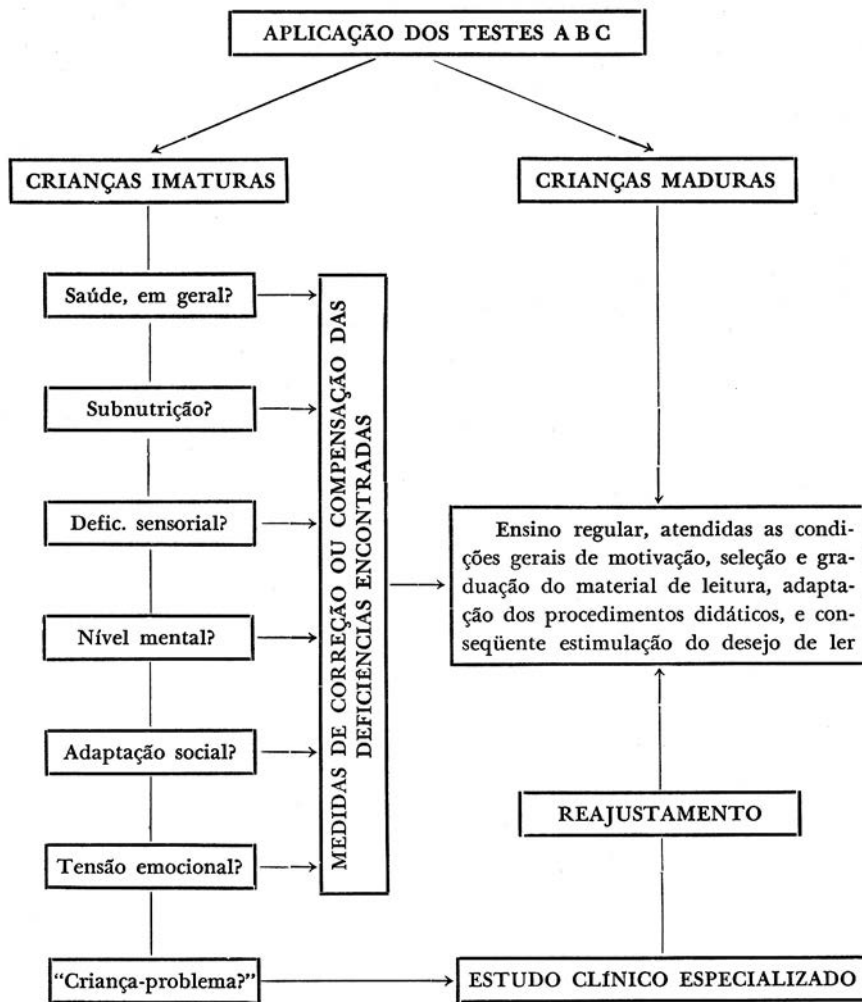 APLICAÇÃO DOS TESTES A B C
CRIANÇAS IMATURAS
CRIANÇAS MADURAS
Saúde, em geral?
Subnutrição?
Defic. sensorial?
Nível mental?
Adaptação social?
Tensão emocional?
"Criança-problema?"
MEDIDAS DE CORREÇÃO OU COMPENSAÇÃO DAS
DEFICIÊNCIAS ENCONTRADAS
Ensino regular, atendidas as condi-
ções gerais de motivação, seleção e gra-
duação do material de leitura, adapta-
ção dos procedimentos didáticos, e con-
seqüente estimulação do desejo de ler
REAJUSTAMENTO
ESTUDO CLÍNICO ESPECIALIZADO